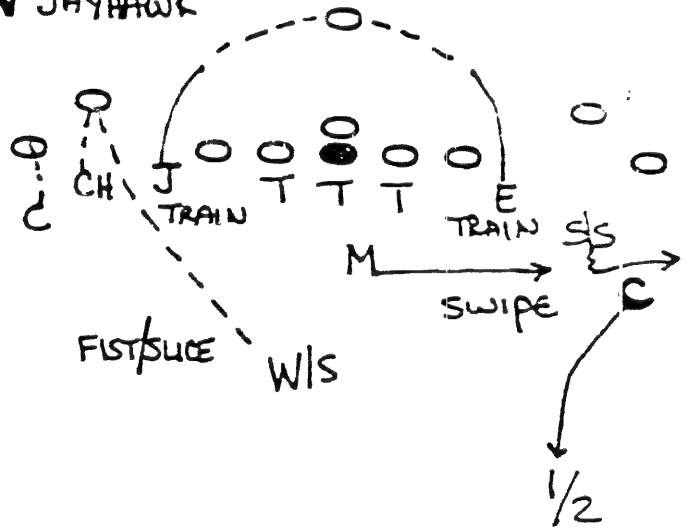 JAYHAWK
CH J T T T E
C TRAIN TRAIN S/S
M SWIPE C
FIST/SLICE W/S
1/2